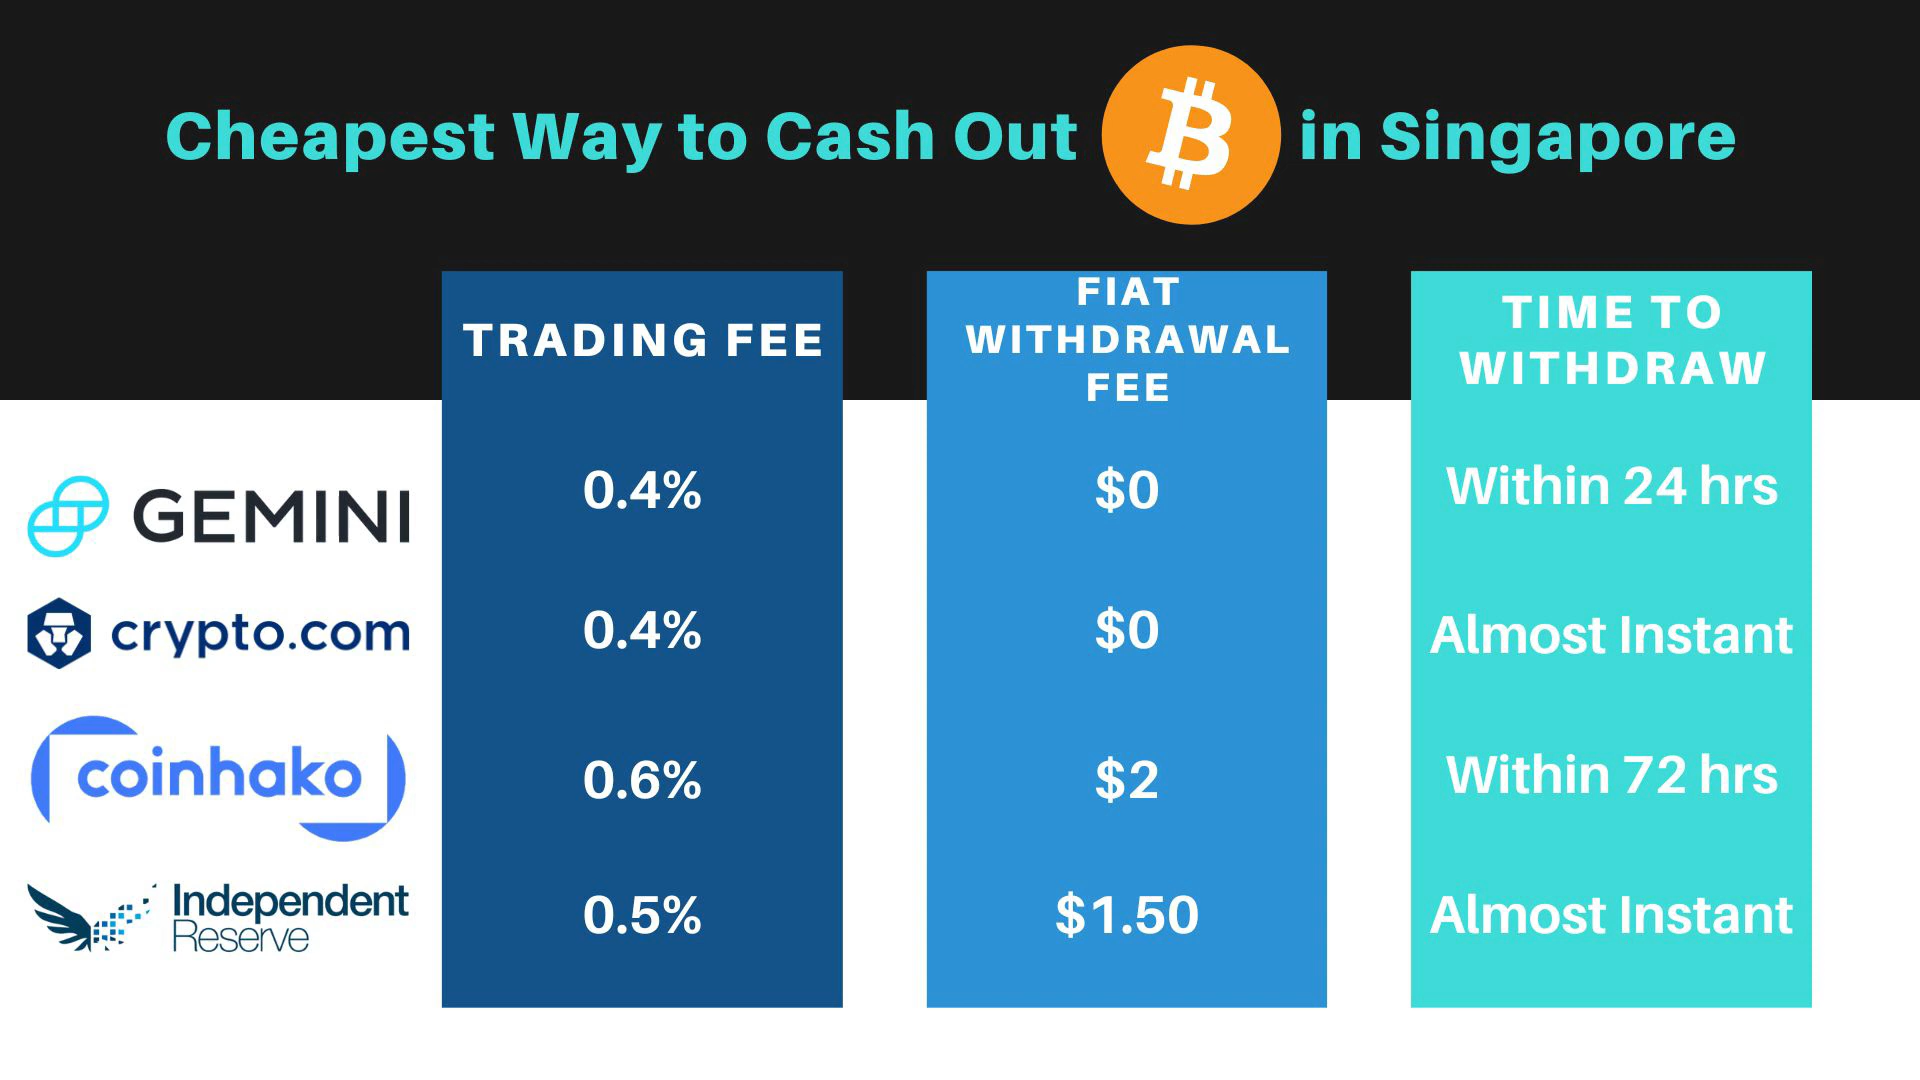 Cheapest Way to Cash Out in Singapore
TRADING FEE
FIAT
WITHDRAWAL
FEE
TIME TO
WITHDRAW
GEMINI
0.4%
$0
Within 24 hrs
crypto.com
0.4%
$0
Almost Instant
coinhako
0.6%
$2
Within 72 hrs
Independent
Reserve
0.5%
$1.50
Almost Instant